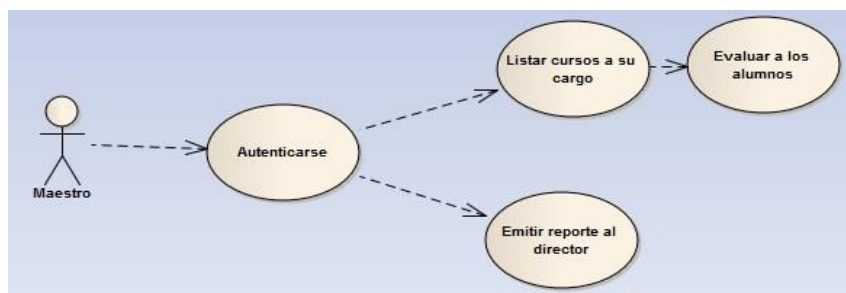 Maestro
Autenticarse
Listar cursos a su
cargo
Evaluar a los
alumnos
Emitir reporte al
director